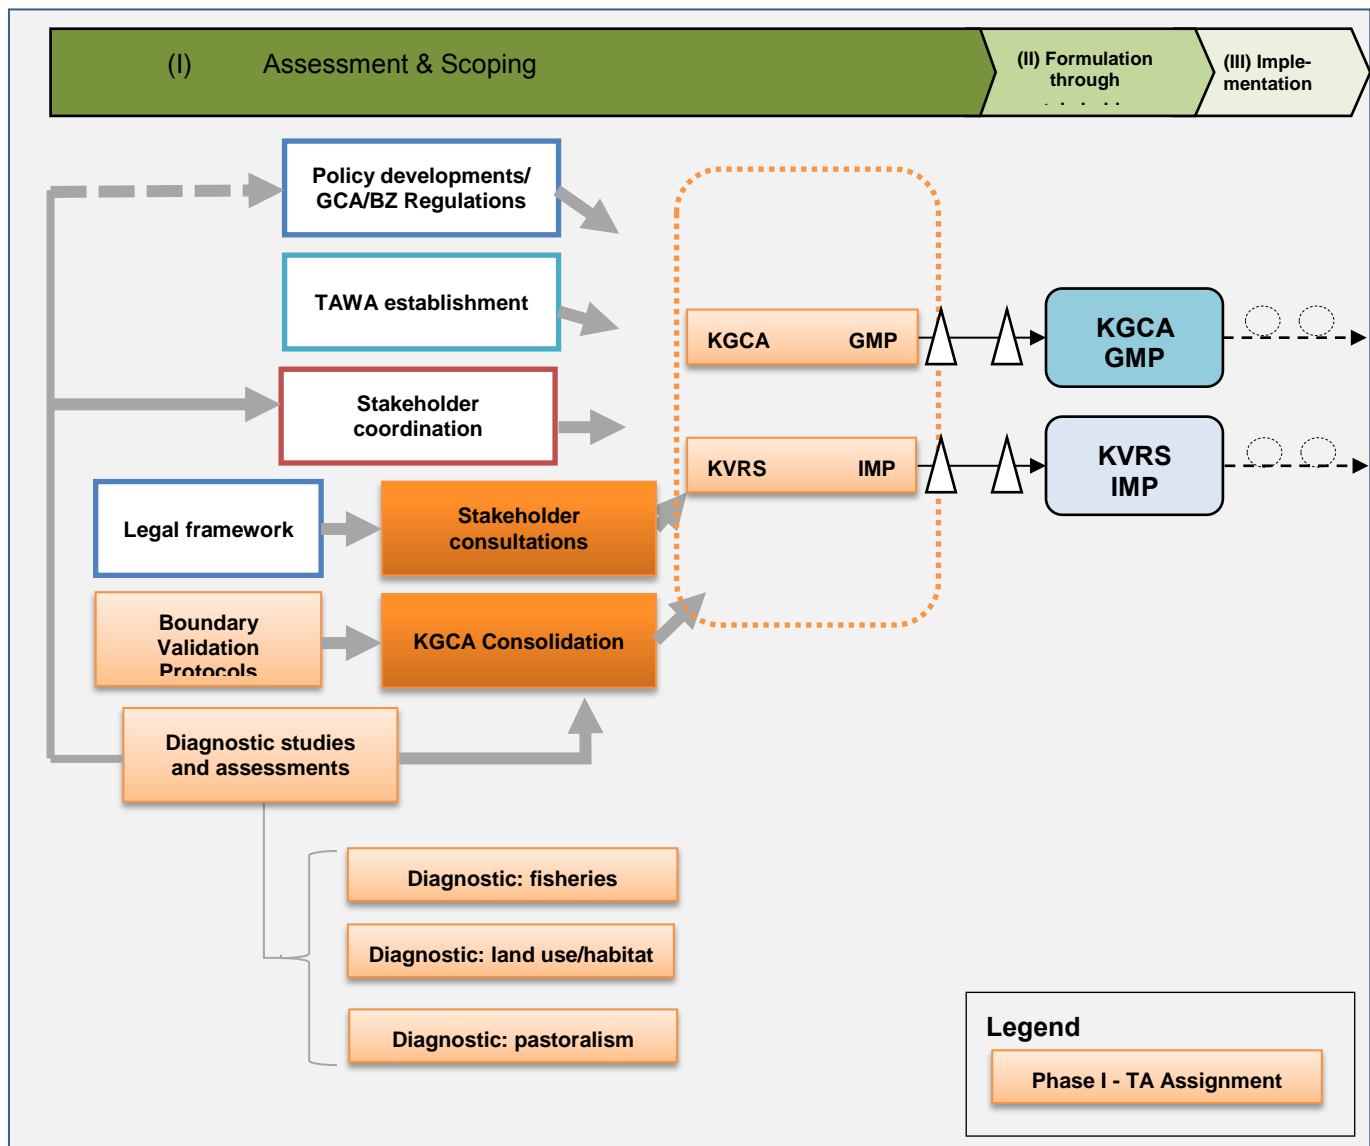 (I) Assessment & Scoping
(II) Formulation
through
(III) Imple-
mentation
Policy developments/
GCA/BZ Regulations
TAWA establishment
KGCA GMP
KGCA
GMP
Stakeholder
coordination
KVRS IMP
KVRS
IMP
Legal framework
Stakeholder
consultations
Boundary
Validation
Protocols
KGCA Consolidation
Diagnostic studies
and assessments
Diagnostic: fisheries
Diagnostic: land use/habitat
Diagnostic: pastoralism
Legend
Phase I - TA Assignment